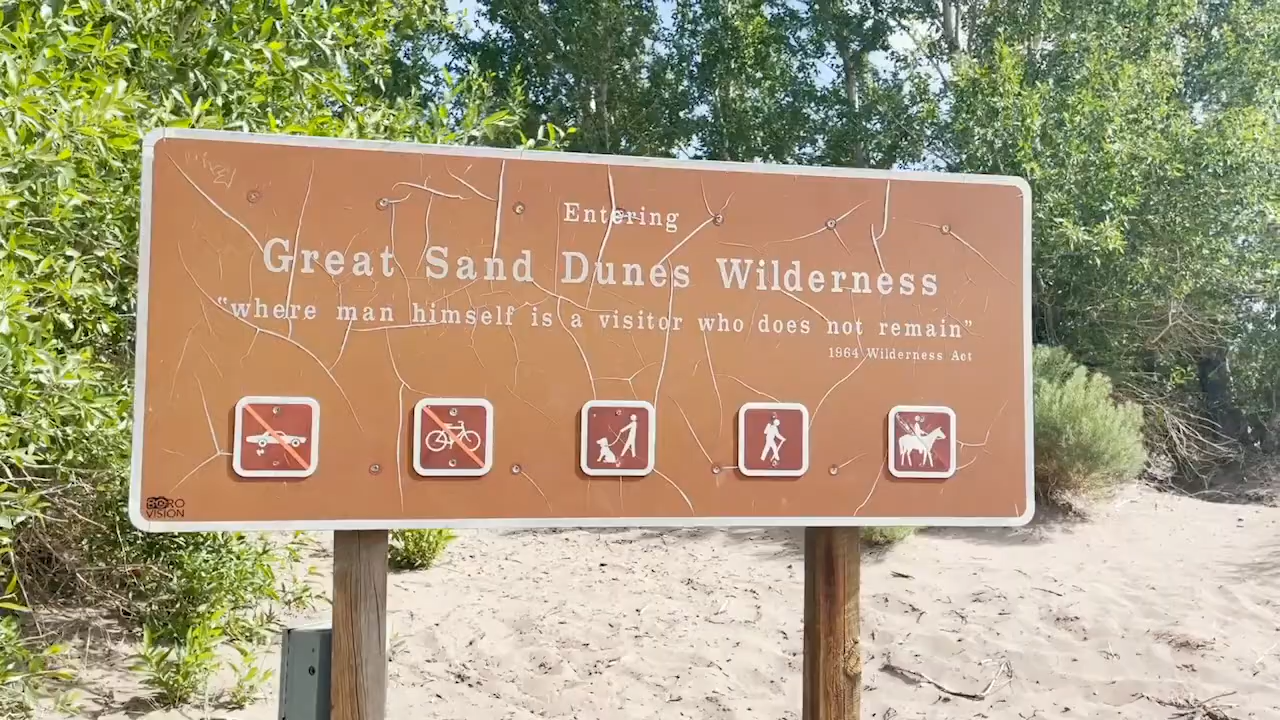 Entering
Great Sand Dunes Wilderness
“where man himself is a visitor who does not remain”
1964 Wilderness Act
BORO
VISION